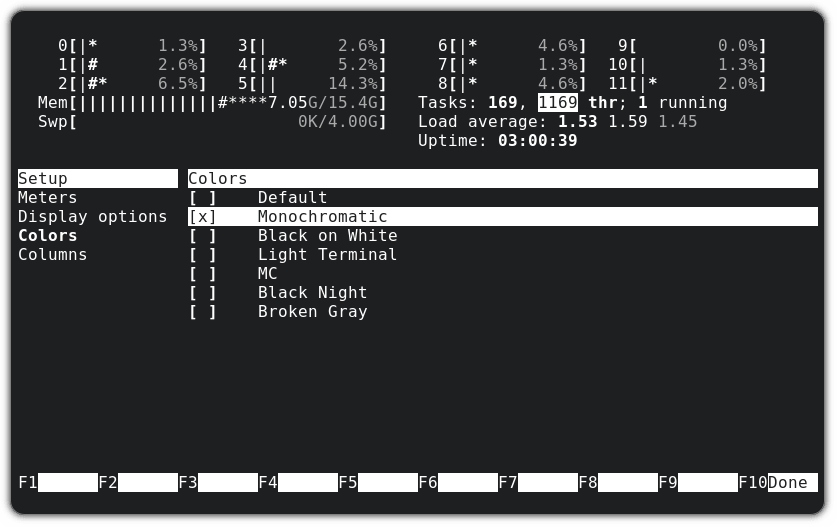 0[|*      1.3%]   3[|       2.6%]     6[|*      4.6%]   9[        0.0%]
1[|#      2.6%]   4[|#*     5.2%]     7[|*      1.3%]  10[|       1.3%]
2[|#*     6.5%]   5[||     14.3%]     8[|*      4.6%]  11[|*      2.0%]
Mem[||||||||||||||#****7.05G/15.4G]   Tasks: 169, 1169 thr; 1 running
Swp[                      0K/4.00G]   Load average: 1.53 1.59 1.45
Uptime: 03:00:39
Setup            Colors
Meters           [ ]    Default
Display options  [x]    Monochromatic
Colors           [ ]    Black on White
Columns          [ ]    Light Terminal
[ ]    MC
[ ]    Black Night
[ ]    Broken Gray
F1      F2      F3      F4      F5      F6      F7      F8      F9      F10Done